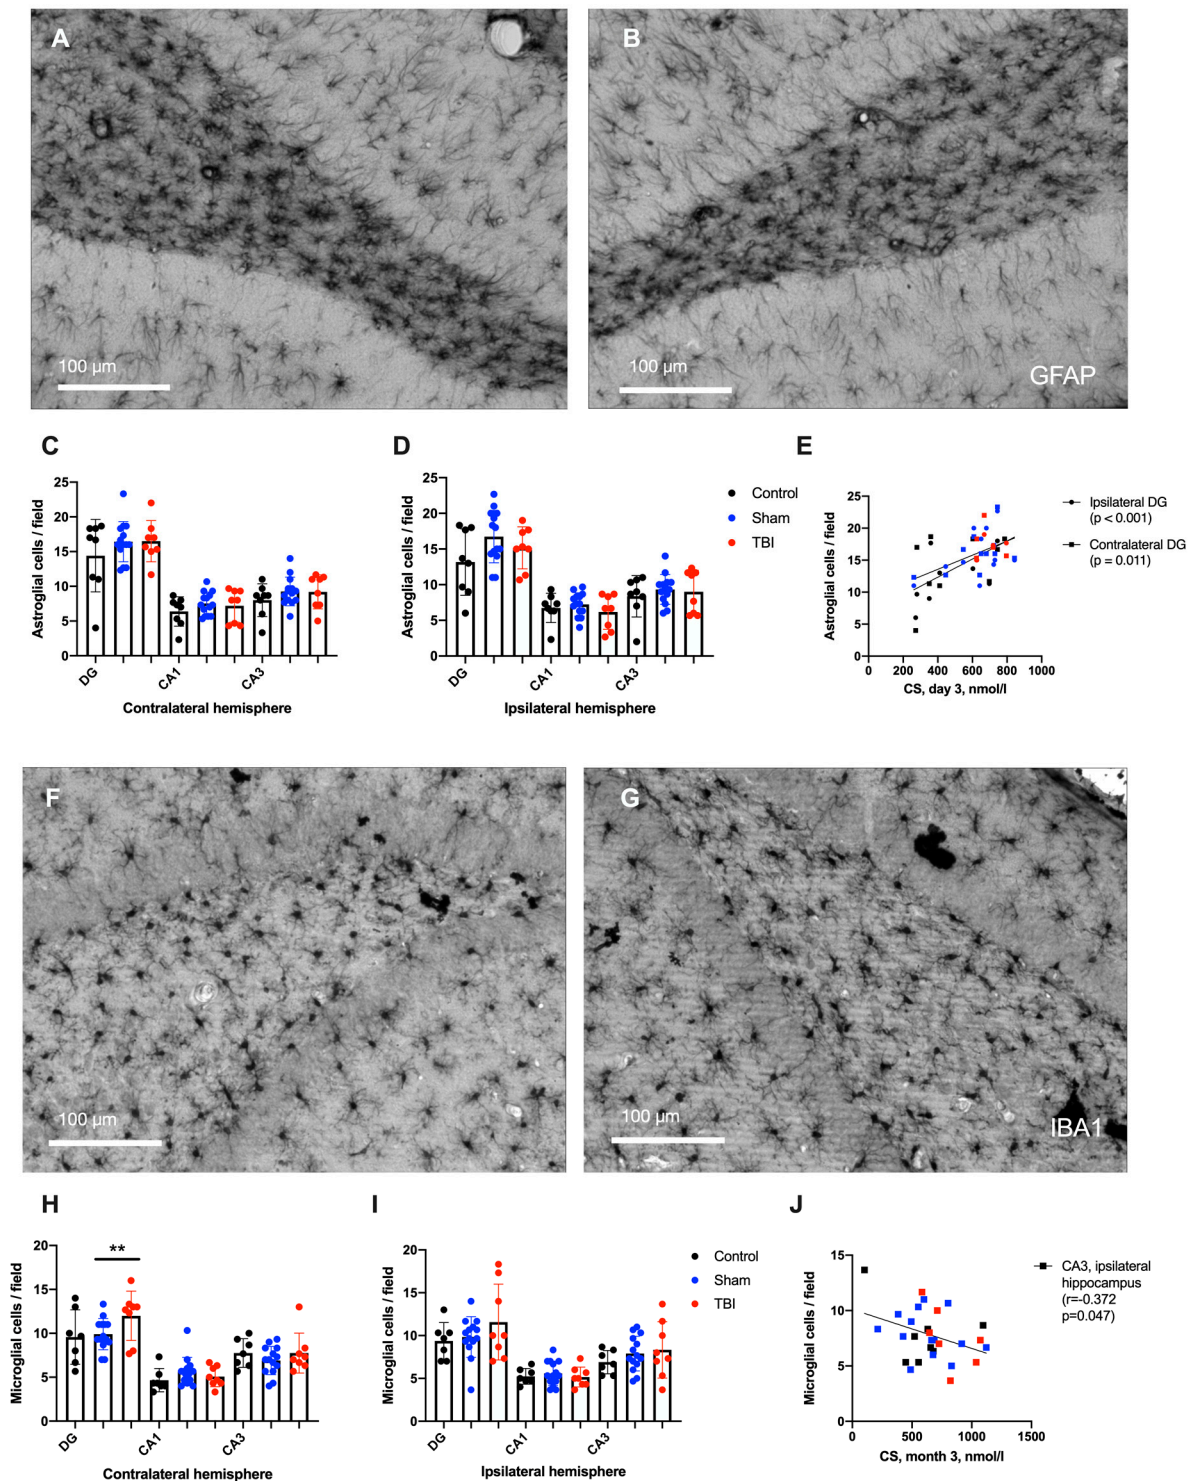 A
B
100 µm
100 µm
GFAP
C
D
E
Astroglial cells / field
25
20
15
10
5
0
DG
CA1
CA3
Contralateral hemisphere
Astroglial cells / field
25
20
15
10
5
0
DG
CA1
CA3
Ipsilateral hemisphere
Control
Sham
TBI
Astroglial cells / field
25
20
15
10
5
0
0
200
400
600
800
1000
CS, day 3, nmol/l
Ipsilateral DG
(p < 0.001)
Contralateral DG
(p = 0.011)
F
G
100 µm
100 µm
IBA1
H
I
J
Microglial cells / field
20
15
10
5
0
**
DG
CA1
CA3
Contralateral hemisphere
Microglial cells / field
20
15
10
5
0
DG
CA1
CA3
Ipsilateral hemisphere
Control
Sham
TBI
Microglial cells / field
15
10
5
0
0
500
1000
1500
CS, month 3, nmol/l
CA3, ipsilateral
hippocampus
(r=-0.372
p=0.047)